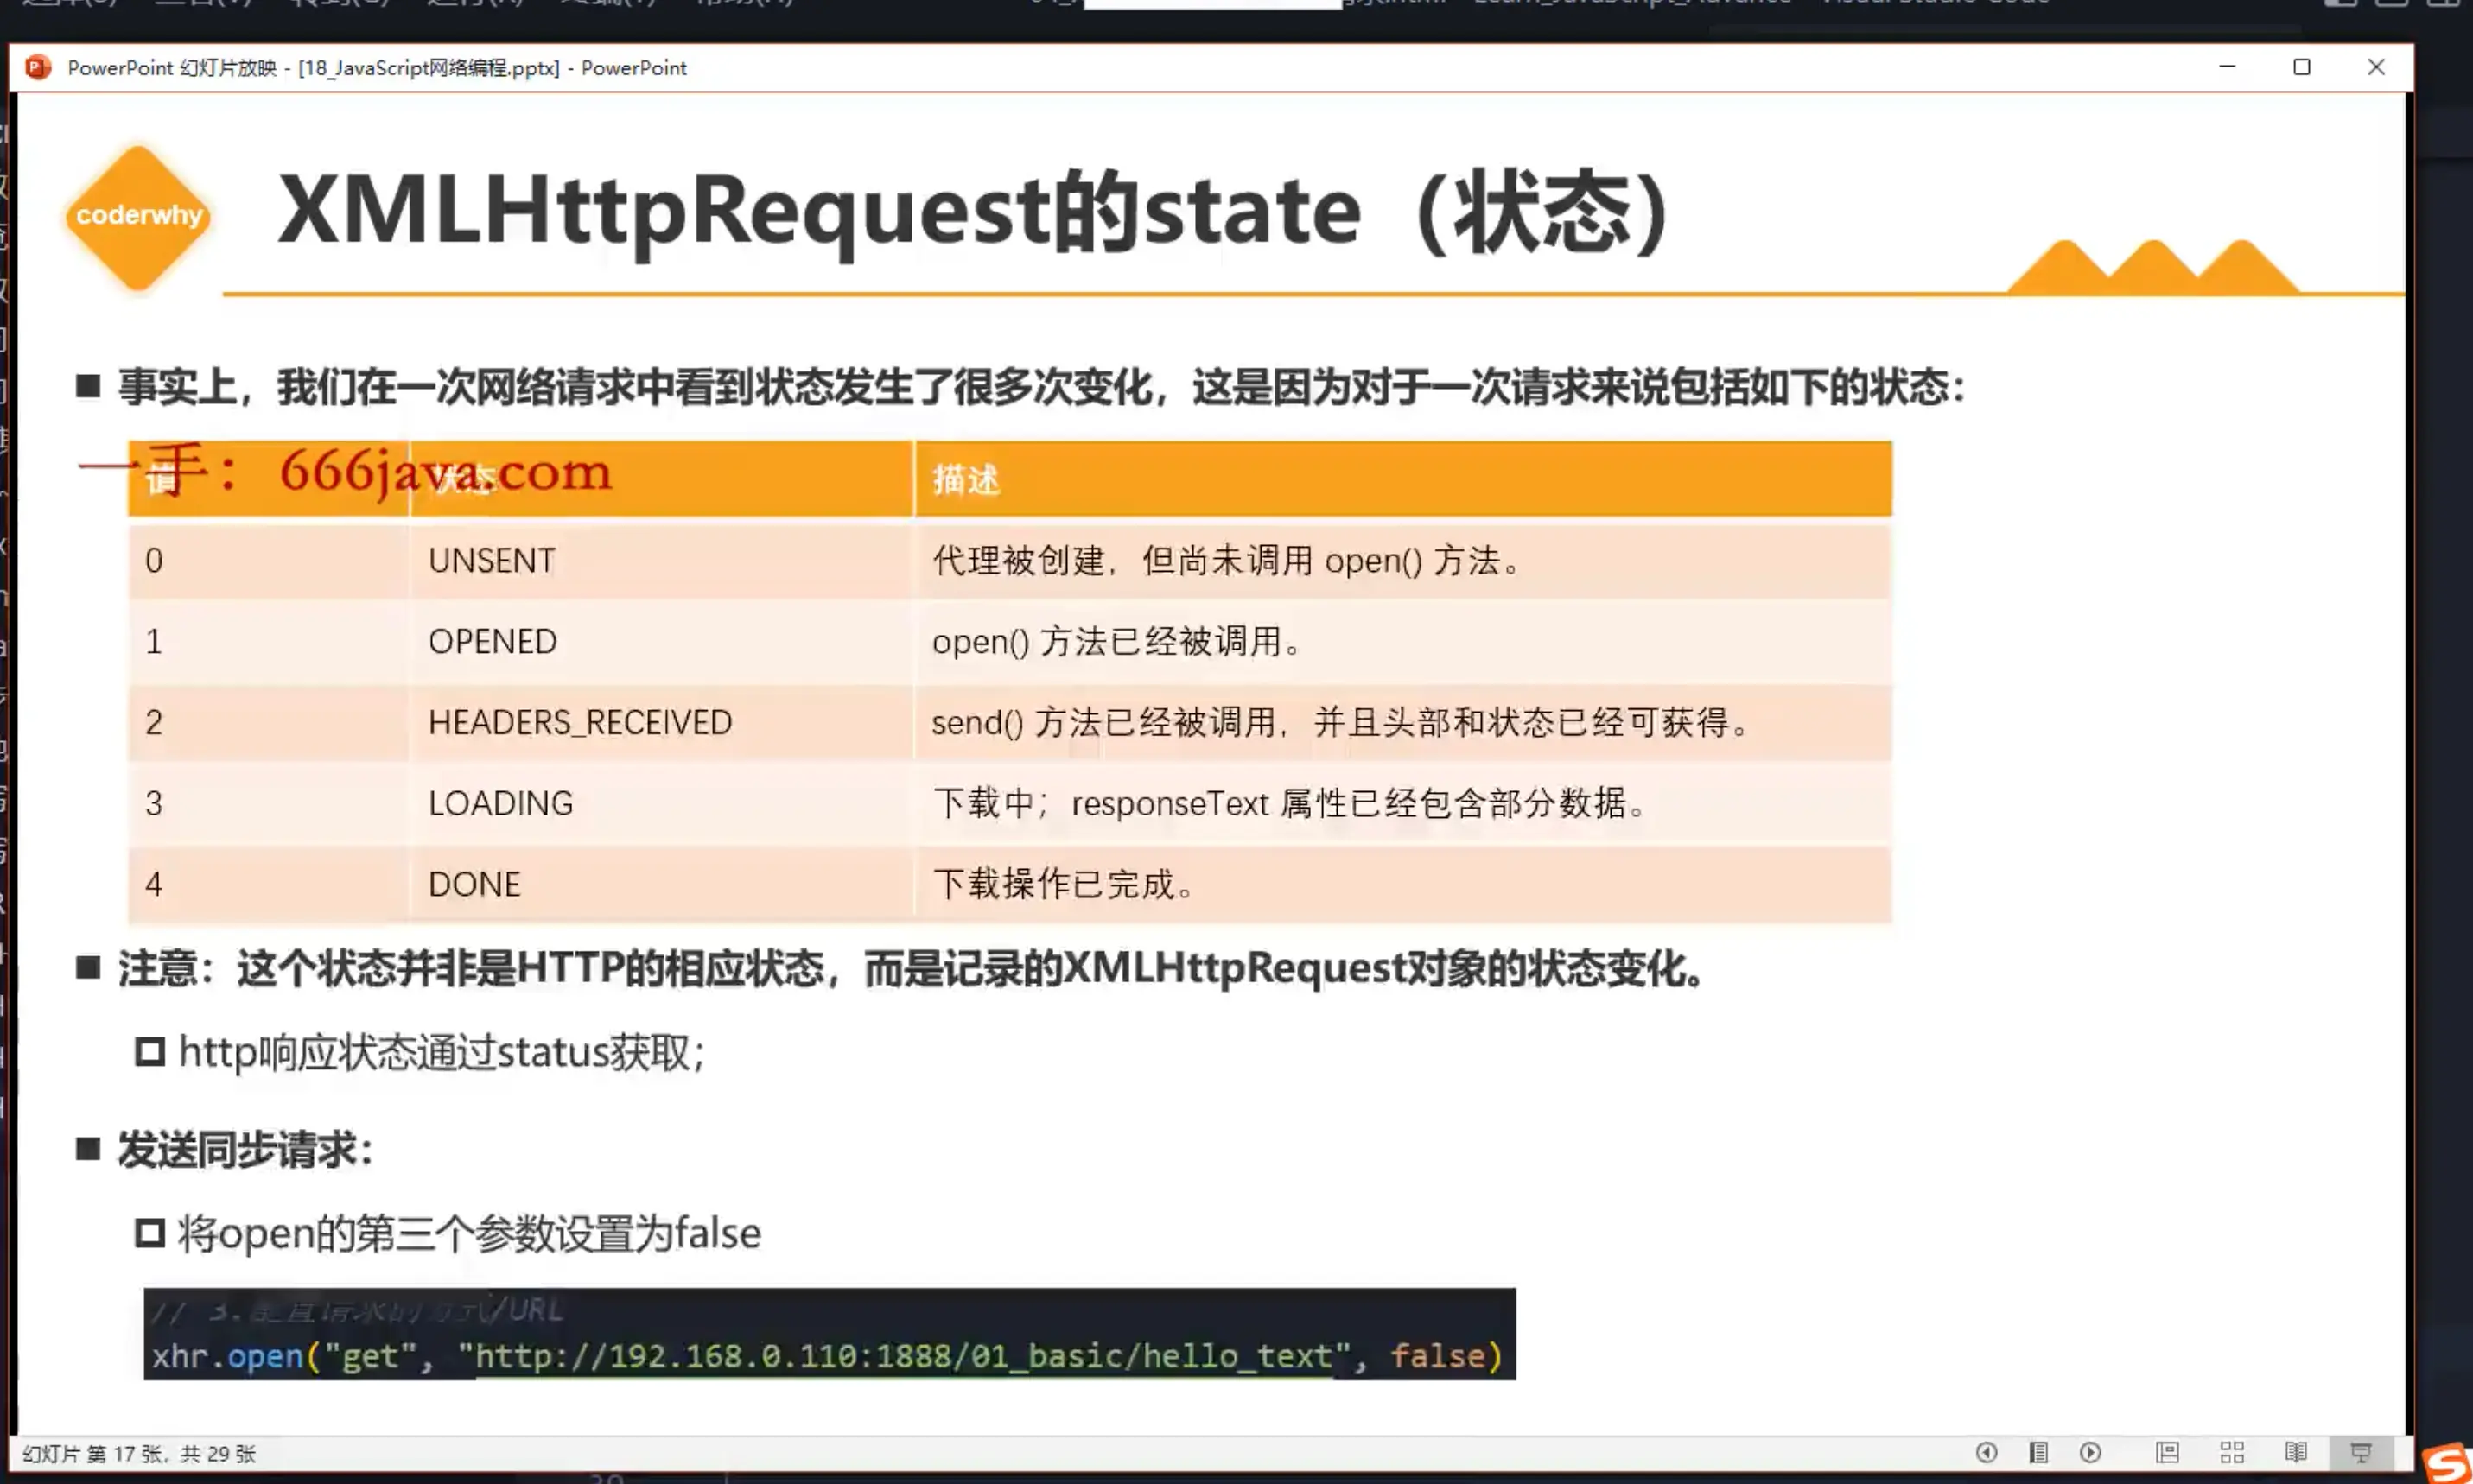 PowerPoint 幻灯片放映 - [18_JavaScript网络编程.pptx] - PowerPoint
coderwhy
XMLHttpRequest的state（状态）
■ 事实上，我们在一次网络请求中看到状态发生了很多次变化，这是因为对于一次请求来说包括如下的状态：
一手：666java.com
值 状态 描述
0 UNSENT 代理被创建，但尚未调用 open() 方法。
1 OPENED open() 方法已经被调用。
2 HEADERS_RECEIVED send() 方法已经被调用，并且头部和状态已经可获得。
3 LOADING 下载中；responseText 属性已经包含部分数据。
4 DONE 下载操作已完成。
■ 注意：这个状态并非是HTTP的相应状态，而是记录的XMLHttpRequest对象的状态变化。
http响应状态通过status获取；
■ 发送同步请求：
将open的第三个参数设置为false
// 3.配置请求的方式/URL
xhr.open("get", "http://192.168.0.110:1888/01_basic/hello_text", false)
幻灯片 第 17 张，共 29 张